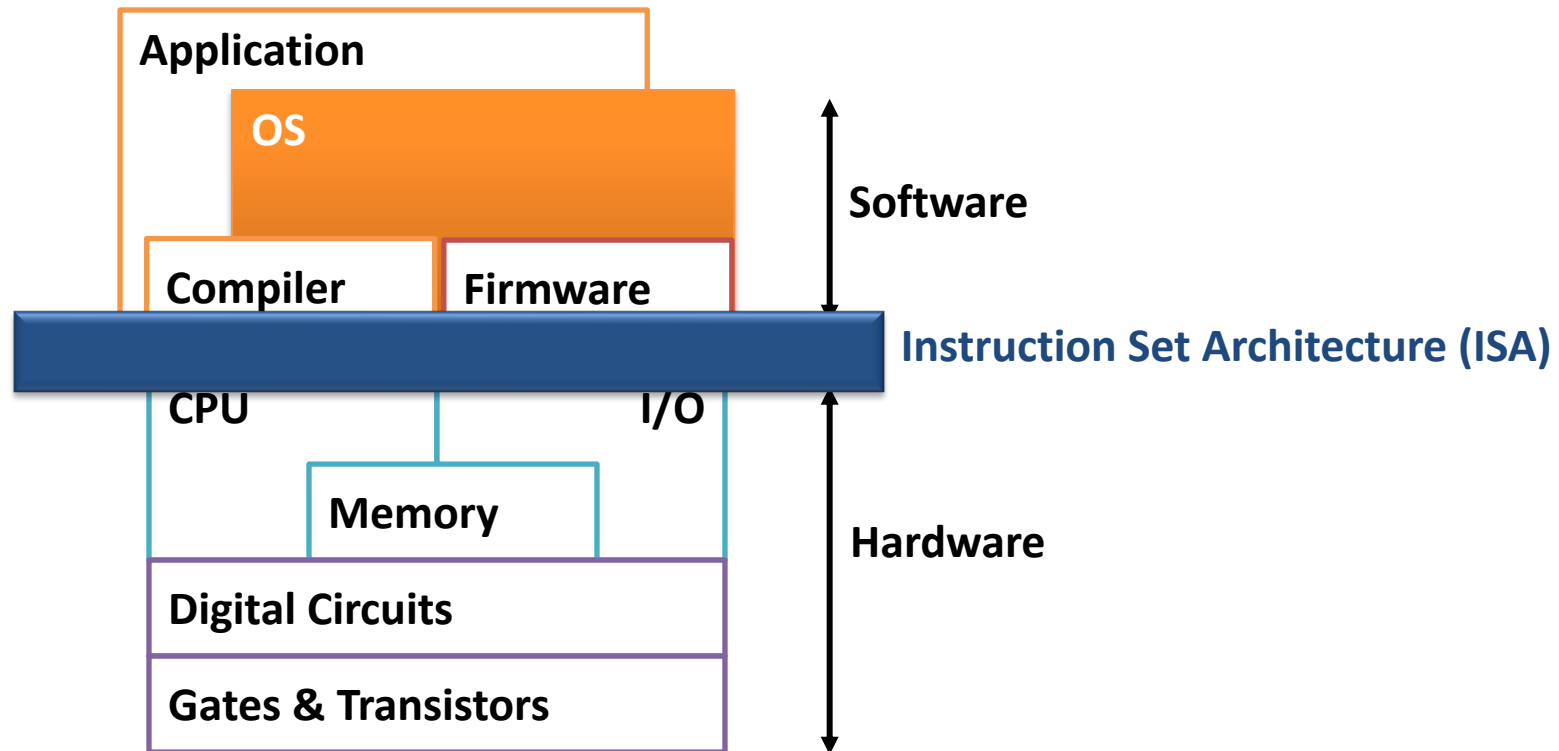 Application
OS
Software
Compiler
Firmware
Instruction Set Architecture (ISA)
CPU
I/O
Memory
Hardware
Digital Circuits
Gates & Transistors